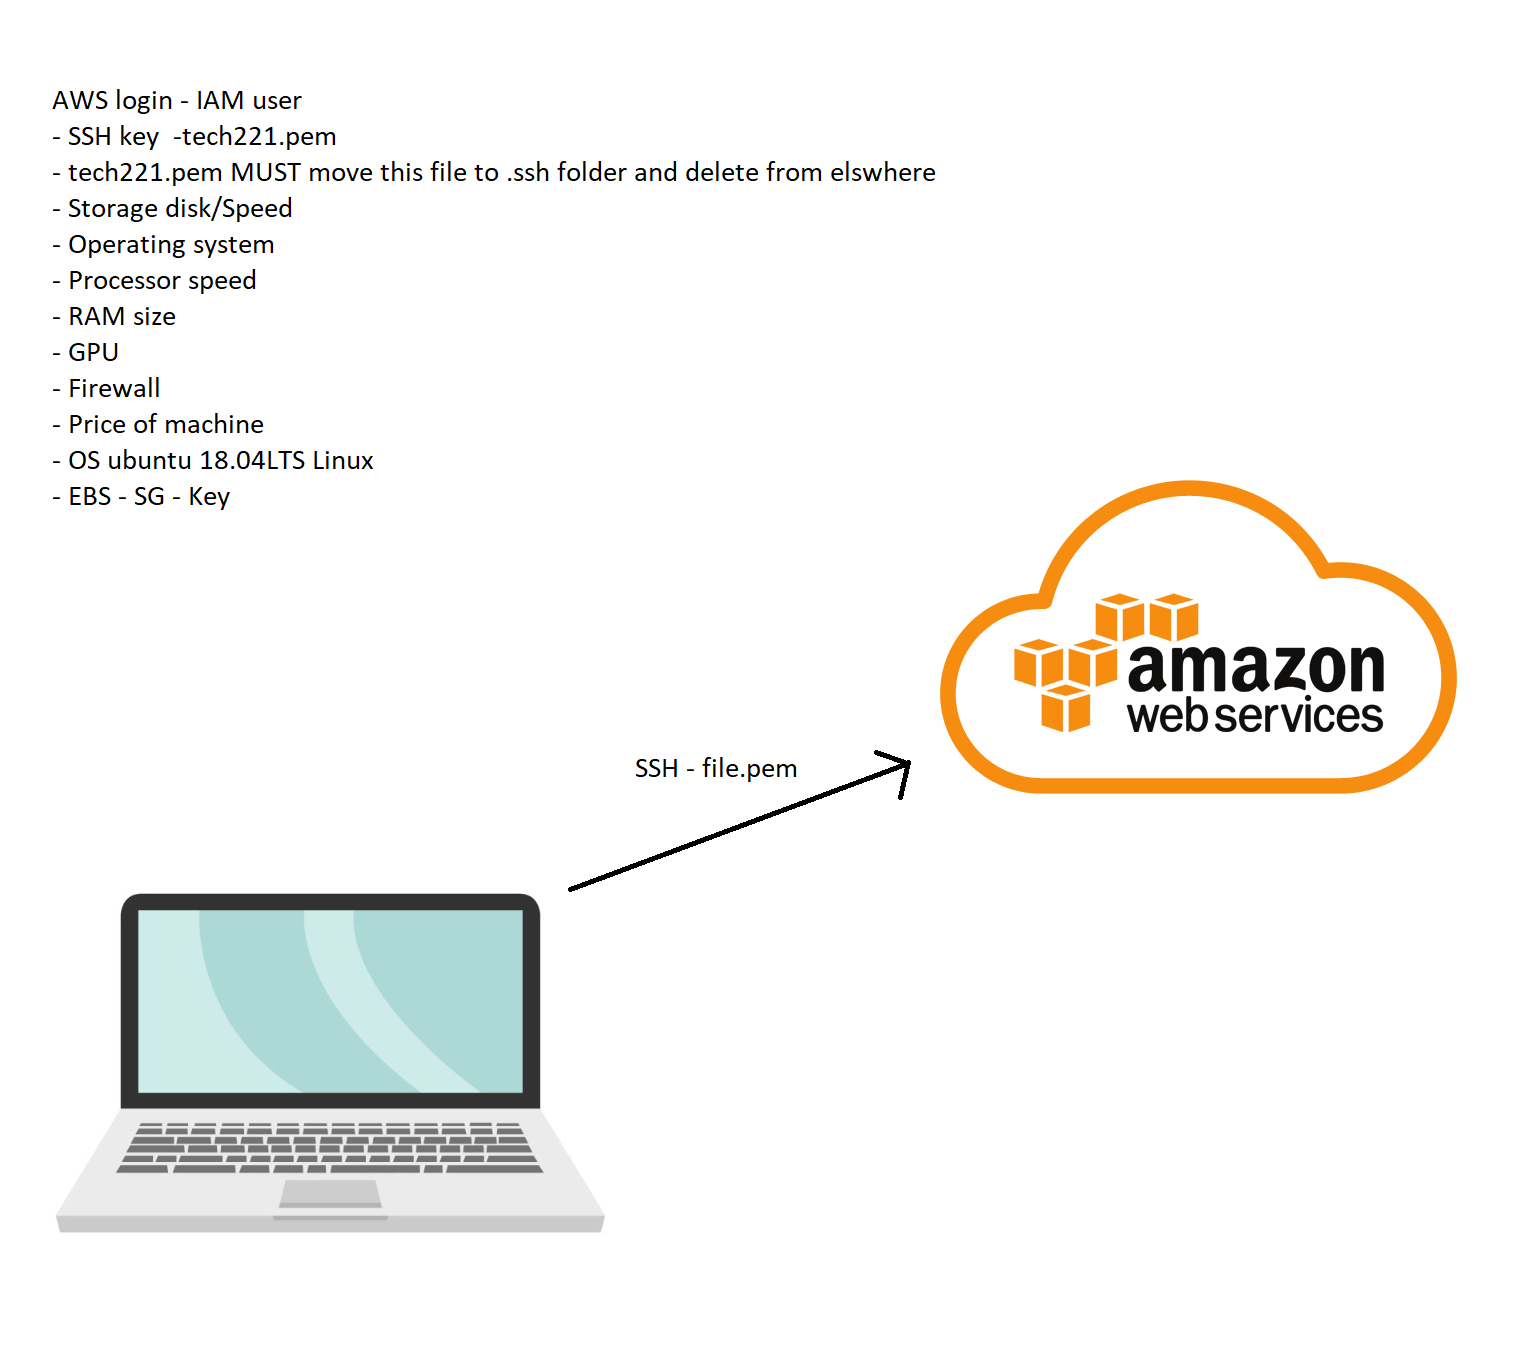 AWS login - IAM user
- SSH key  -tech221.pem
- tech221.pem MUST move this file to .ssh folder and delete from elswhere
- Storage disk/Speed
- Operating system
- Processor speed
- RAM size
- GPU
- Firewall
- Price of machine
- OS ubuntu 18.04LTS Linux
- EBS - SG - Key
amazon
web services
SSH - file.pem